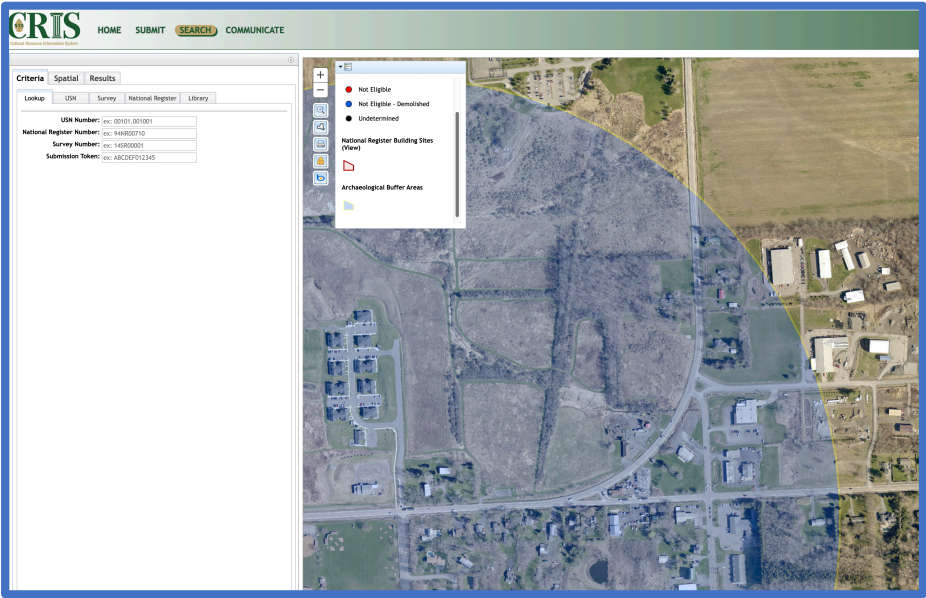 CRIS
Cultural Resource Information System
HOME SUBMIT SEARCH COMMUNICATE
Criteria Spatial Results
Lookup USN Survey National Register Library
USN Number: ex: 00101.001001
National Register Number: ex: 94NR00710
Survey Number: ex: 14SR00001
Submission Token: ex: ABCDEF012345
+
−
Not Eligible
Not Eligible - Demolished
Undetermined
National Register Building Sites
(View)
Archaeological Buffer Areas